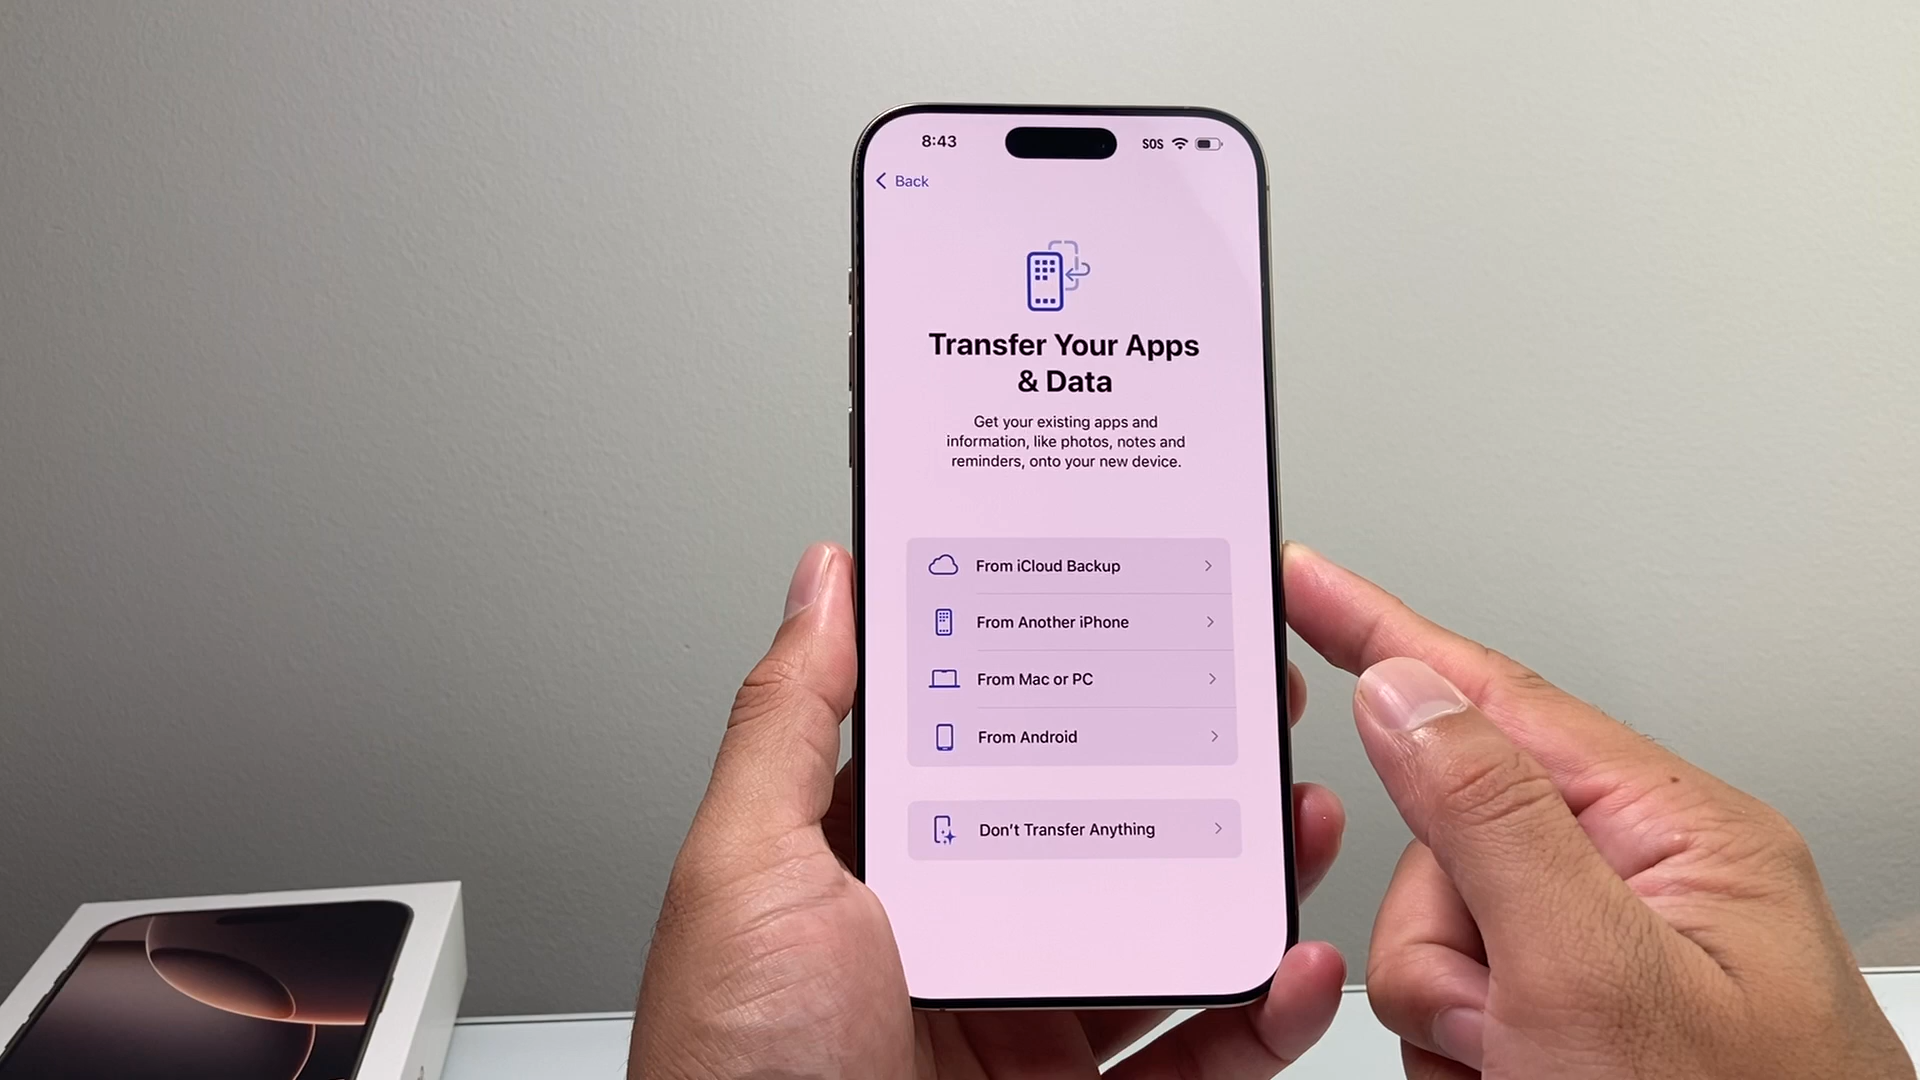 8:43
SOS
Back
Transfer Your Apps
& Data
Get your existing apps and
information, like photos, notes and
reminders, onto your new device.
From iCloud Backup
From Another iPhone
From Mac or PC
From Android
Don't Transfer Anything